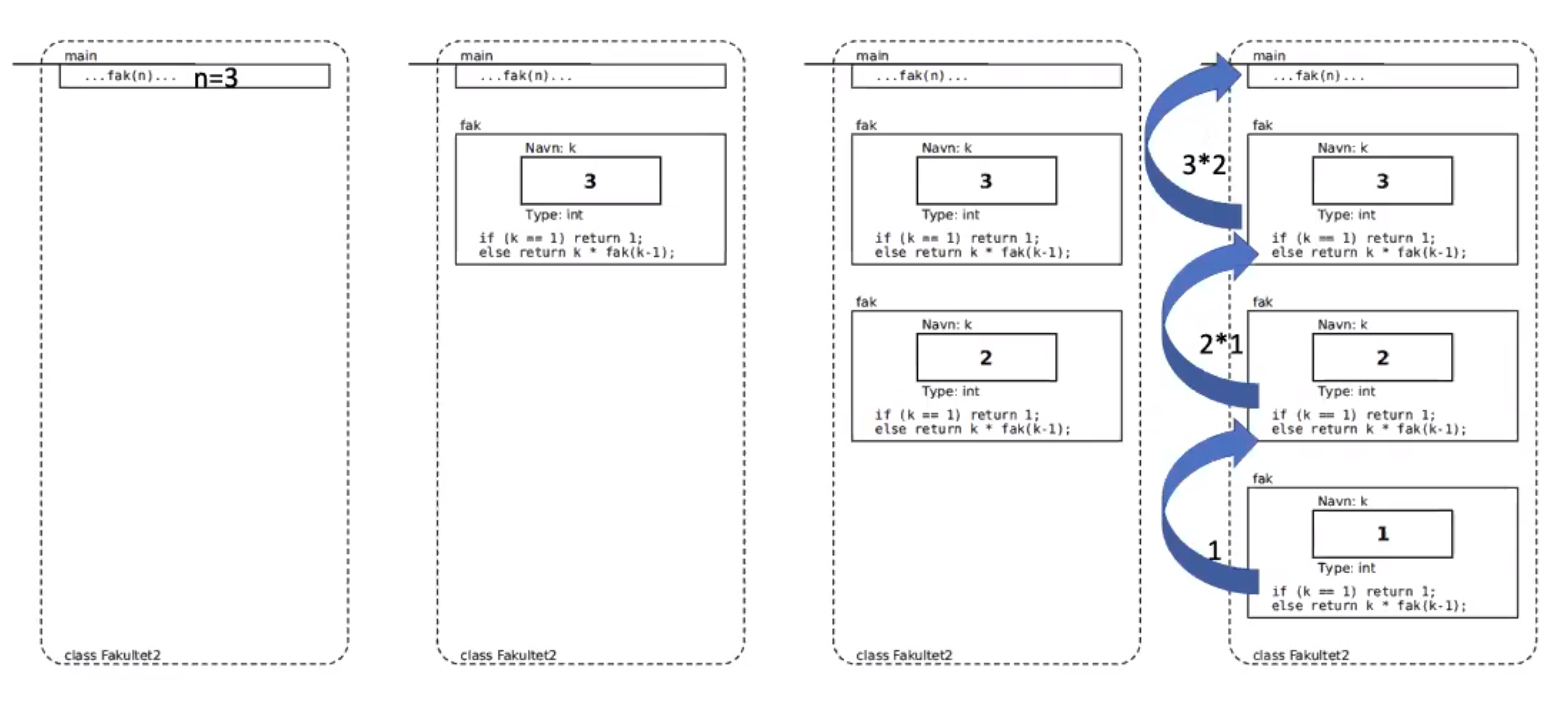 main
...fak(n)... n=3
class Fakultet2
main
...fak(n)...
fak
Navn: k
3
Type: int
if (k == 1) return 1;
else return k * fak(k-1);
class Fakultet2
main
...fak(n)...
fak
Navn: k
3
Type: int
if (k == 1) return 1;
else return k * fak(k-1);
fak
Navn: k
2
Type: int
if (k == 1) return 1;
else return k * fak(k-1);
class Fakultet2
main
...fak(n)...
fak
Navn: k
3
Type: int
if (k == 1) return 1;
else return k * fak(k-1);
3*2
fak
Navn: k
2
Type: int
if (k == 1) return 1;
else return k * fak(k-1);
2*1
fak
Navn: k
1
Type: int
if (k == 1) return 1;
else return k * fak(k-1);
1
class Fakultet2